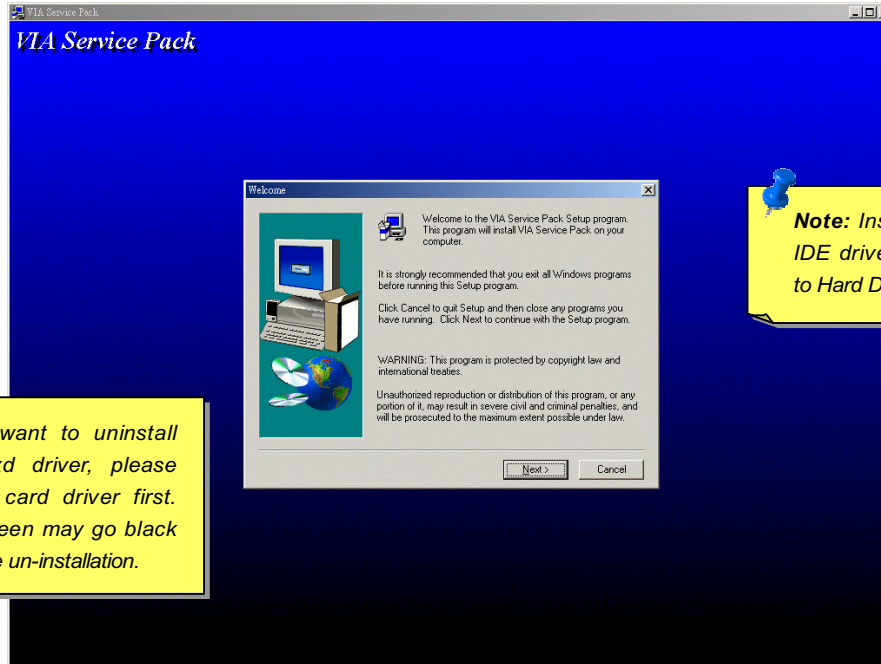 VIA Service Pack
VIA Service Pack
Welcome
Welcome to the VIA Service Pack Setup program.
This program will install VIA Service Pack on your
computer.
It is strongly recommended that you exit all Windows programs
before running this Setup program.
Click Cancel to quit Setup and then close any programs you
have running. Click Next to continue with the Setup program.
WARNING: This program is protected by copyright law and
international treaties.
Unauthorized reproduction or distribution of this program, or any
portion of it, may result in severe civil and criminal penalties, and
will be prosecuted to the maximum extent possible under law.
Next >
Cancel
Note:
IDE
to Hard
want to uninstall
driver, please
card driver first.
may go black
un-installation.